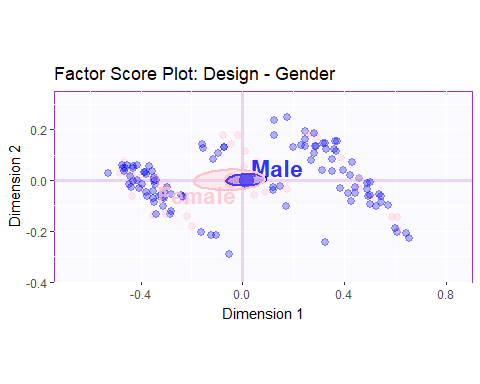 Factor Score Plot: Design - Gender
Dimension 2
0.2
0.0
-0.2
-0.4
Male
Female
-0.4
0.0
0.4
0.8
Dimension 1